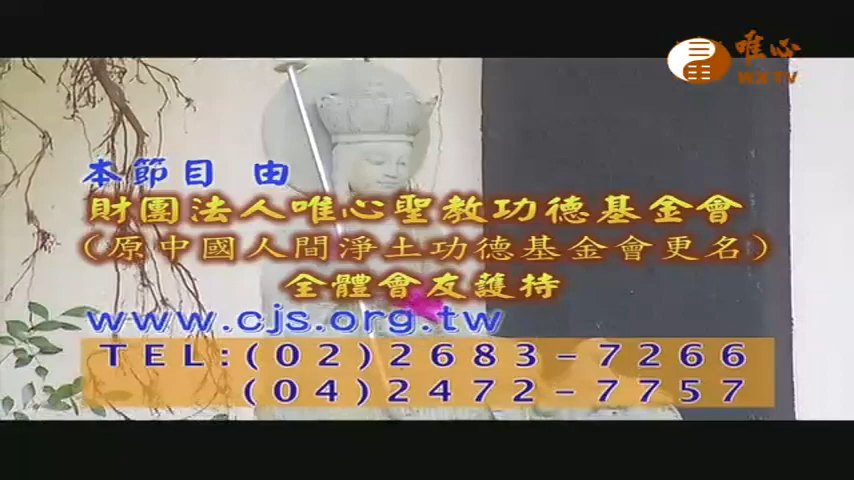 唯心
WXTV
本節目 由
財團法人唯心聖教功德基金會
(原中國人間淨土功德基金會更名)
全體會友護持
www.cjs.org.tw
TEL:(02)2683-7266
(04)2472-7757